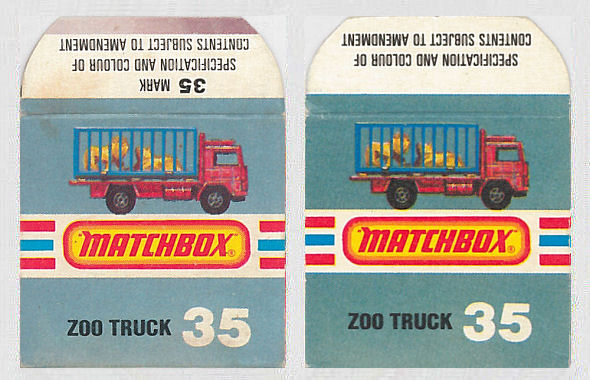 35 MARK
SPECIFICATION AND COLOUR OF
CONTENTS SUBJECT TO AMENDMENT
MATCHBOX®
ZOO TRUCK 35
SPECIFICATION AND COLOUR OF
CONTENTS SUBJECT TO AMENDMENT
MATCHBOX®
ZOO TRUCK 35